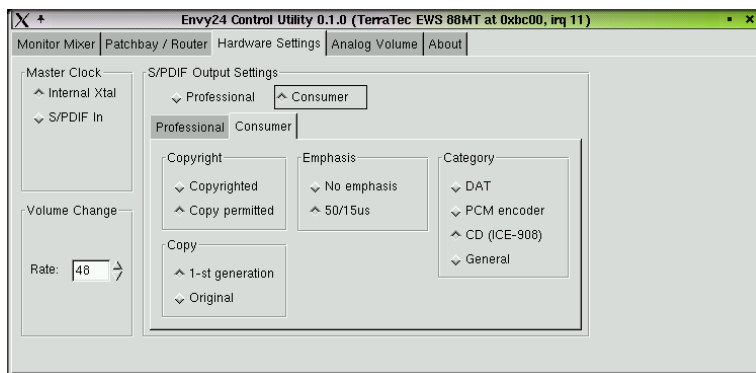 Envy24 Control Utility 0.1.0 (TerraTec EWS 88MT at 0xbc00, irq 11)
Monitor Mixer Patchbay / Router Hardware Settings Analog Volume About
Master Clock
Internal Xtal
S/PDIF In
Volume Change
Rate: 48
S/PDIF Output Settings
Professional Consumer
Professional Consumer
Copyright
Copyrighted
Copy permitted
Copy
1-st generation
Original
Emphasis
No emphasis
50/15us
Category
DAT
PCM encoder
CD (ICE-908)
General